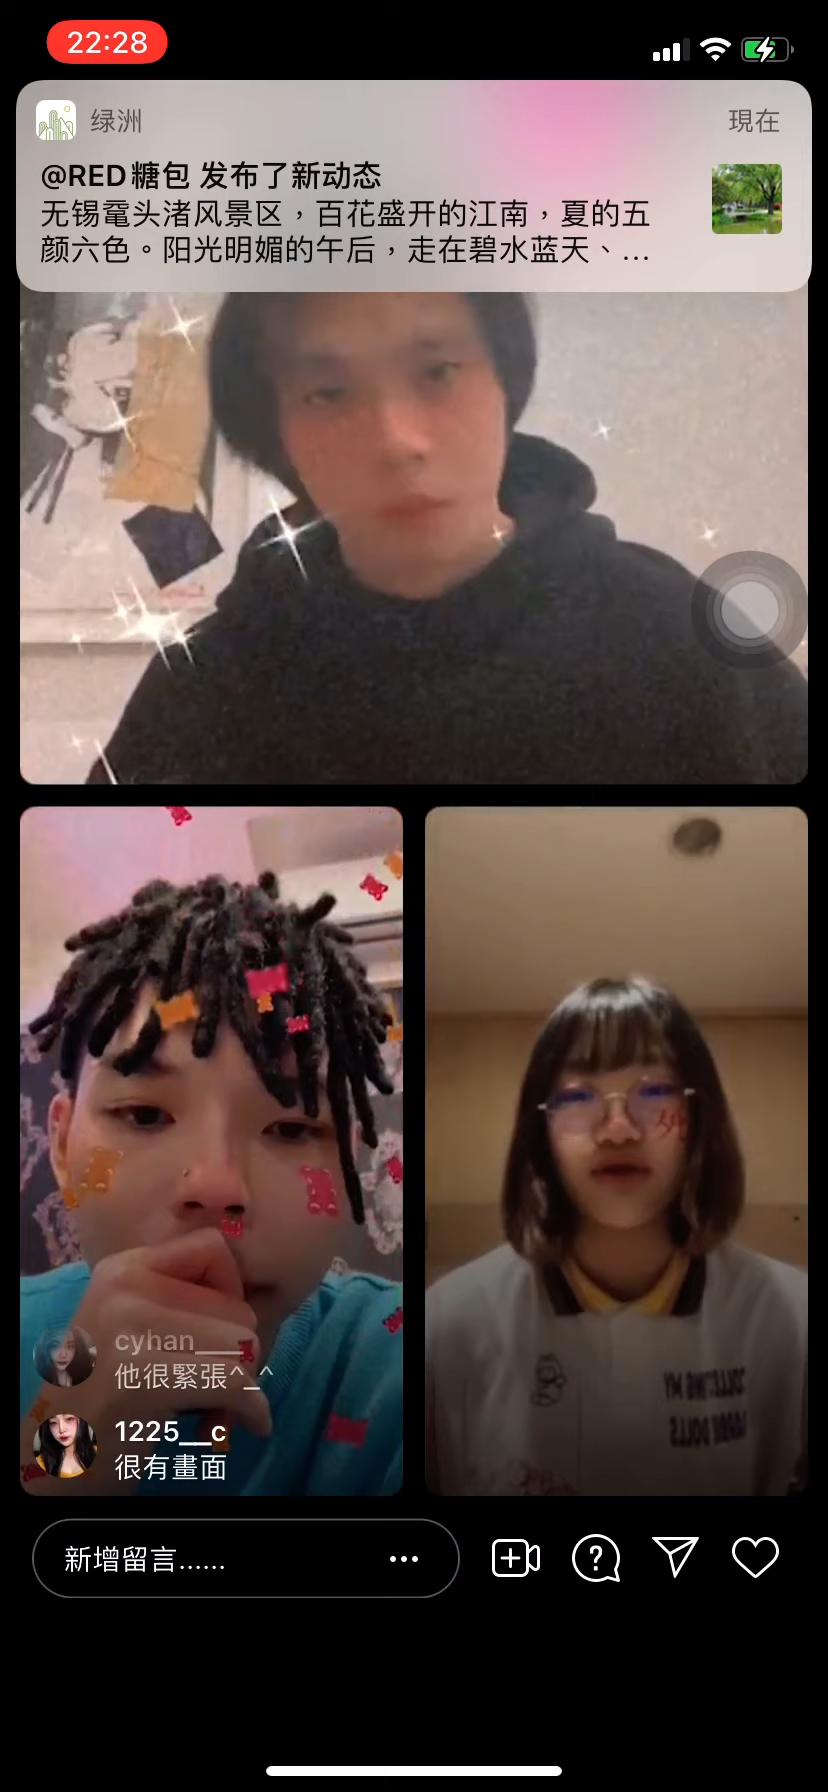 22:28
绿洲
現在
@RED糖包 发布了新动态
无锡鼋头渚风景区，百花盛开的江南，夏的五
颜六色。阳光明媚的午后，走在碧水蓝天、...
cyhan___
他很緊張^_^
1225__c
很有畫面
新增留言......